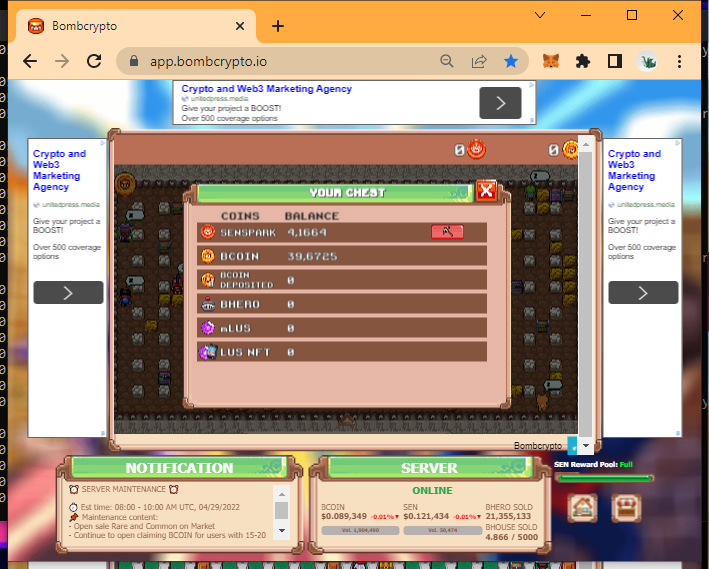 Bombcrypto
app.bombcrypto.io
Crypto and Web3 Marketing Agency
unitedpress.media
Give your project a BOOST!
Over 500 coverage options
Crypto and
Web3
Marketing
Agency
unitedpress.media
Give your project a
BOOST!
Over 500 coverage
options
0
0
YOUR CHEST
COINS BALANCE
SENSPARK 4,1664
BCOIN 39,6725
BCOIN
DEPOSITED 0
BHERO 0
mLUS 0
LUS NFT 0
Crypto and
Web3
Marketing
Agency
unitedpress.media
Give your project a
BOOST!
Over 500 coverage
options
Bombcrypto
NOTIFICATION
SERVER MAINTENANCE
Est time: 08:00 - 10:00 AM UTC, 04/29/2022
Maintenance content:
- Open sale Rare and Common on Market
- Continue to open claiming BCOIN for users with 15-20
SERVER
ONLINE
BCOIN SEN BHERO SOLD
$0.089,349 -0.01%▼ $0.121,434 -0.01%▼ 21,355,133
BHOUSE SOLD
4.866 / 5000
SEN Reward Pool: Full